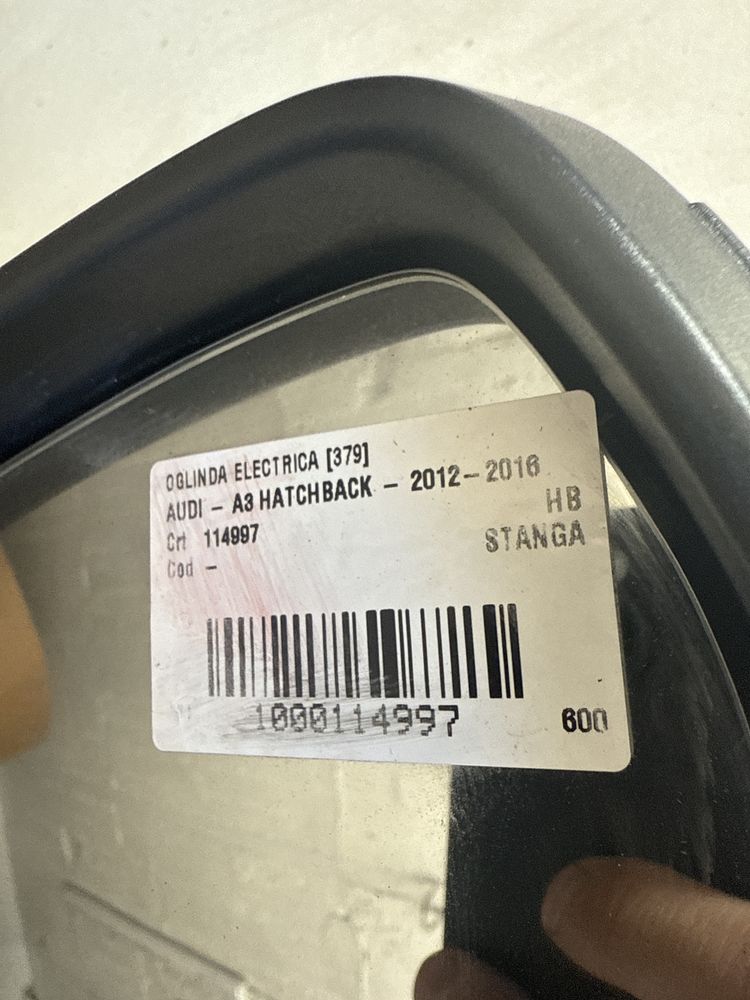 OGLINDA ELECTRICA [379]
AUDI - A3 HATCHBACK - 2012-2016
HB
Crt 114997
STANGA
Cod -
1000114997
600